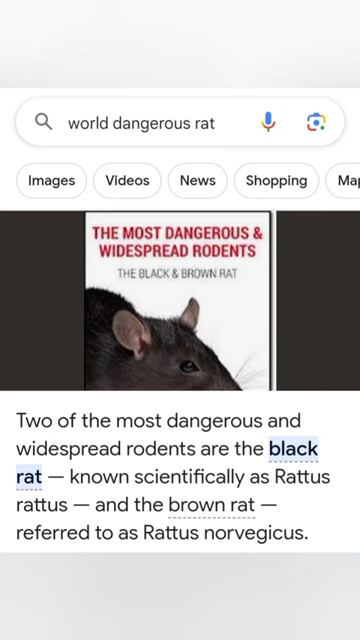 world dangerous rat
Images Videos News Shopping
THE MOST DANGEROUS &
WIDESPREAD RODENTS
THE BLACK & BROWN RAT
Two of the most dangerous and
widespread rodents are the black
rat — known scientifically as Rattus
rattus — and the brown rat —
referred to as Rattus norvegicus.